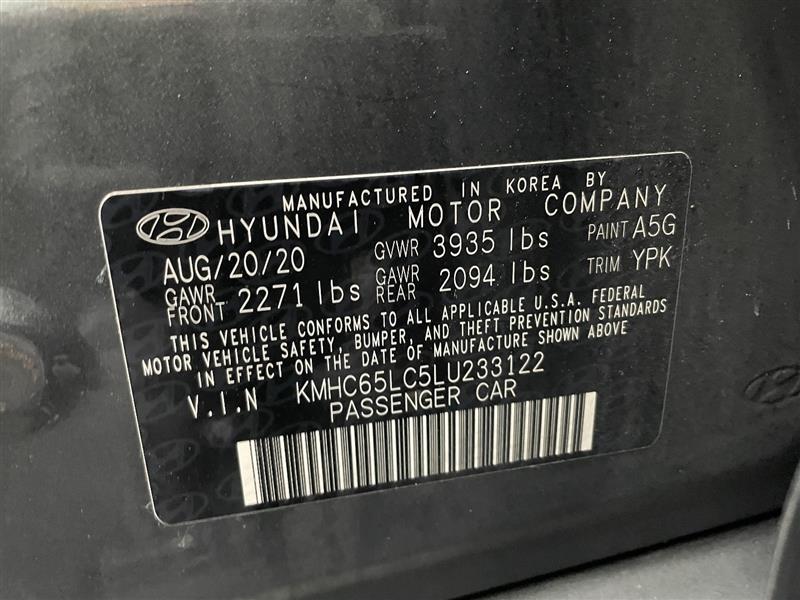 MANUFACTURED IN KOREA BY
HYUNDAI MOTOR COMPANY
AUG/20/20 GVWR 3935 lbs PAINT A5G
GAWR FRONT 2271 lbs GAWR REAR 2094 lbs TRIM YPK
THIS VEHICLE CONFORMS TO ALL APPLICABLE U.S.A. FEDERAL
MOTOR VEHICLE SAFETY, BUMPER, AND THEFT PREVENTION STANDARDS
IN EFFECT ON THE DATE OF MANUFACTURE SHOWN ABOVE
V.I.N KMHC65LC5LU233122
PASSENGER CAR